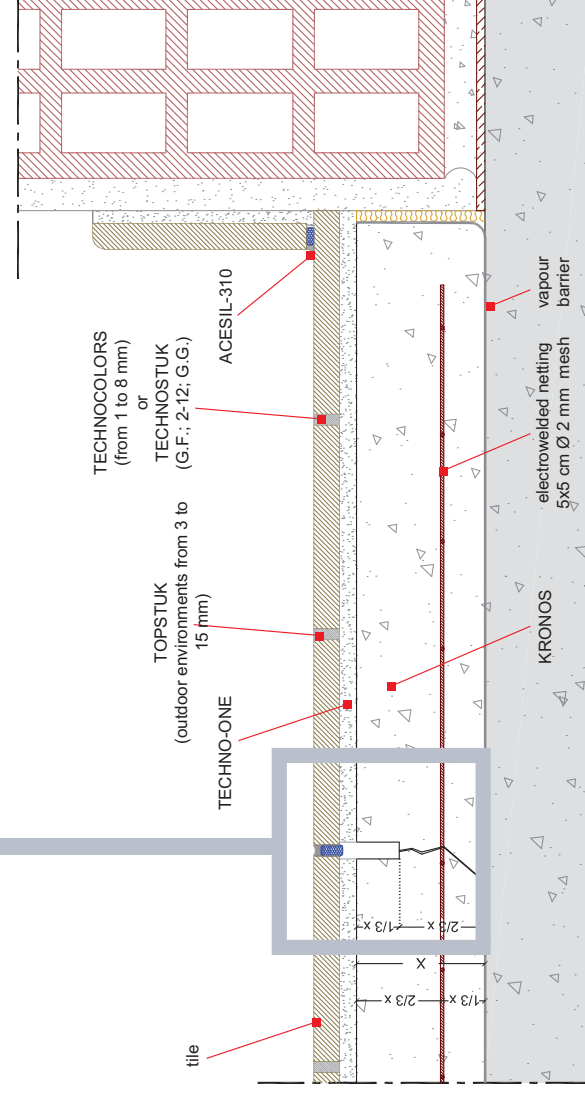 tile
TECHNO-ONE
TOPSTUK
(outdoor environments from 3 to
15 mm)
TECHNOCOLORS
(from 1 to 8 mm)
or
TECHNOSTUK
(G.F.; 2-12; G.G.)
ACESIL-310
1/3 x
2/3 x
X
2/3 x
1/3 x
KRONOS
electrowelded netting
5x5 cm Ø 2 mm mesh
vapour
barrier